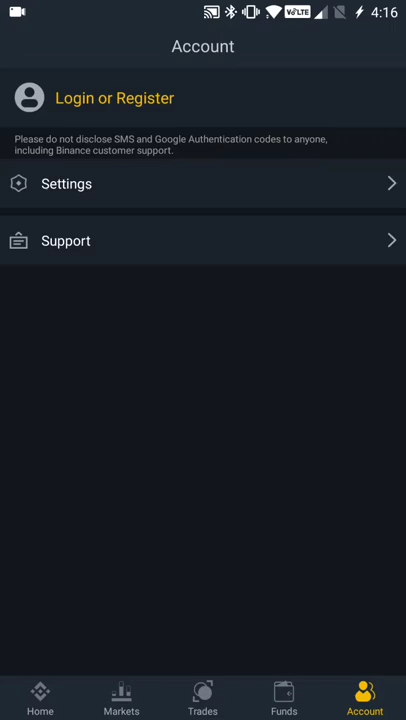 VoLTE 4:16
Account
Login or Register
Please do not disclose SMS and Google Authentication codes to anyone,
including Binance customer support.
Settings
Support
Home Markets Trades Funds Account